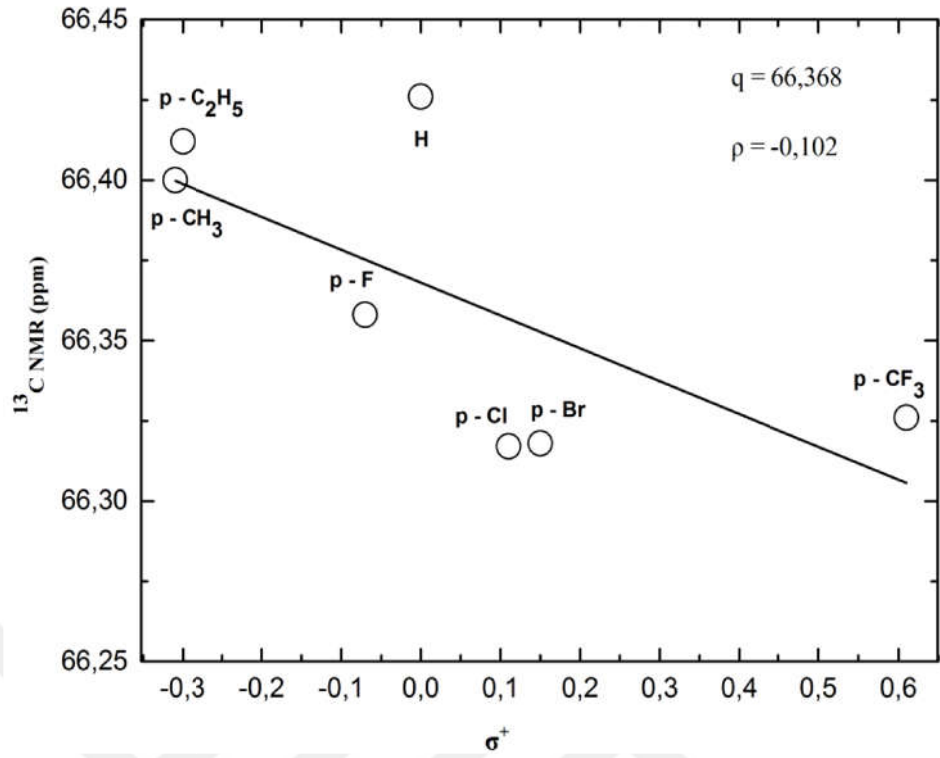 66,45
66,40
66,35
66,30
66,25
-0,3 -0,2 -0,1 0,0 0,1 0,2 0,3 0,4 0,5 0,6
¹³C NMR (ppm)
σ⁺
q = 66,368
ρ = -0,102
p - C₂H₅
H
p - CH₃
p - F
p - Cl
p - Br
p - CF₃